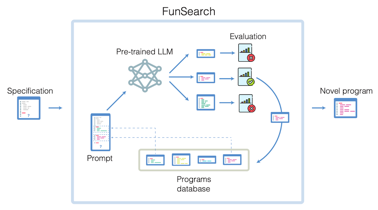 FunSearch
Evaluation
Pre-trained LLM
Specification
Novel program
Prompt
Programs
database